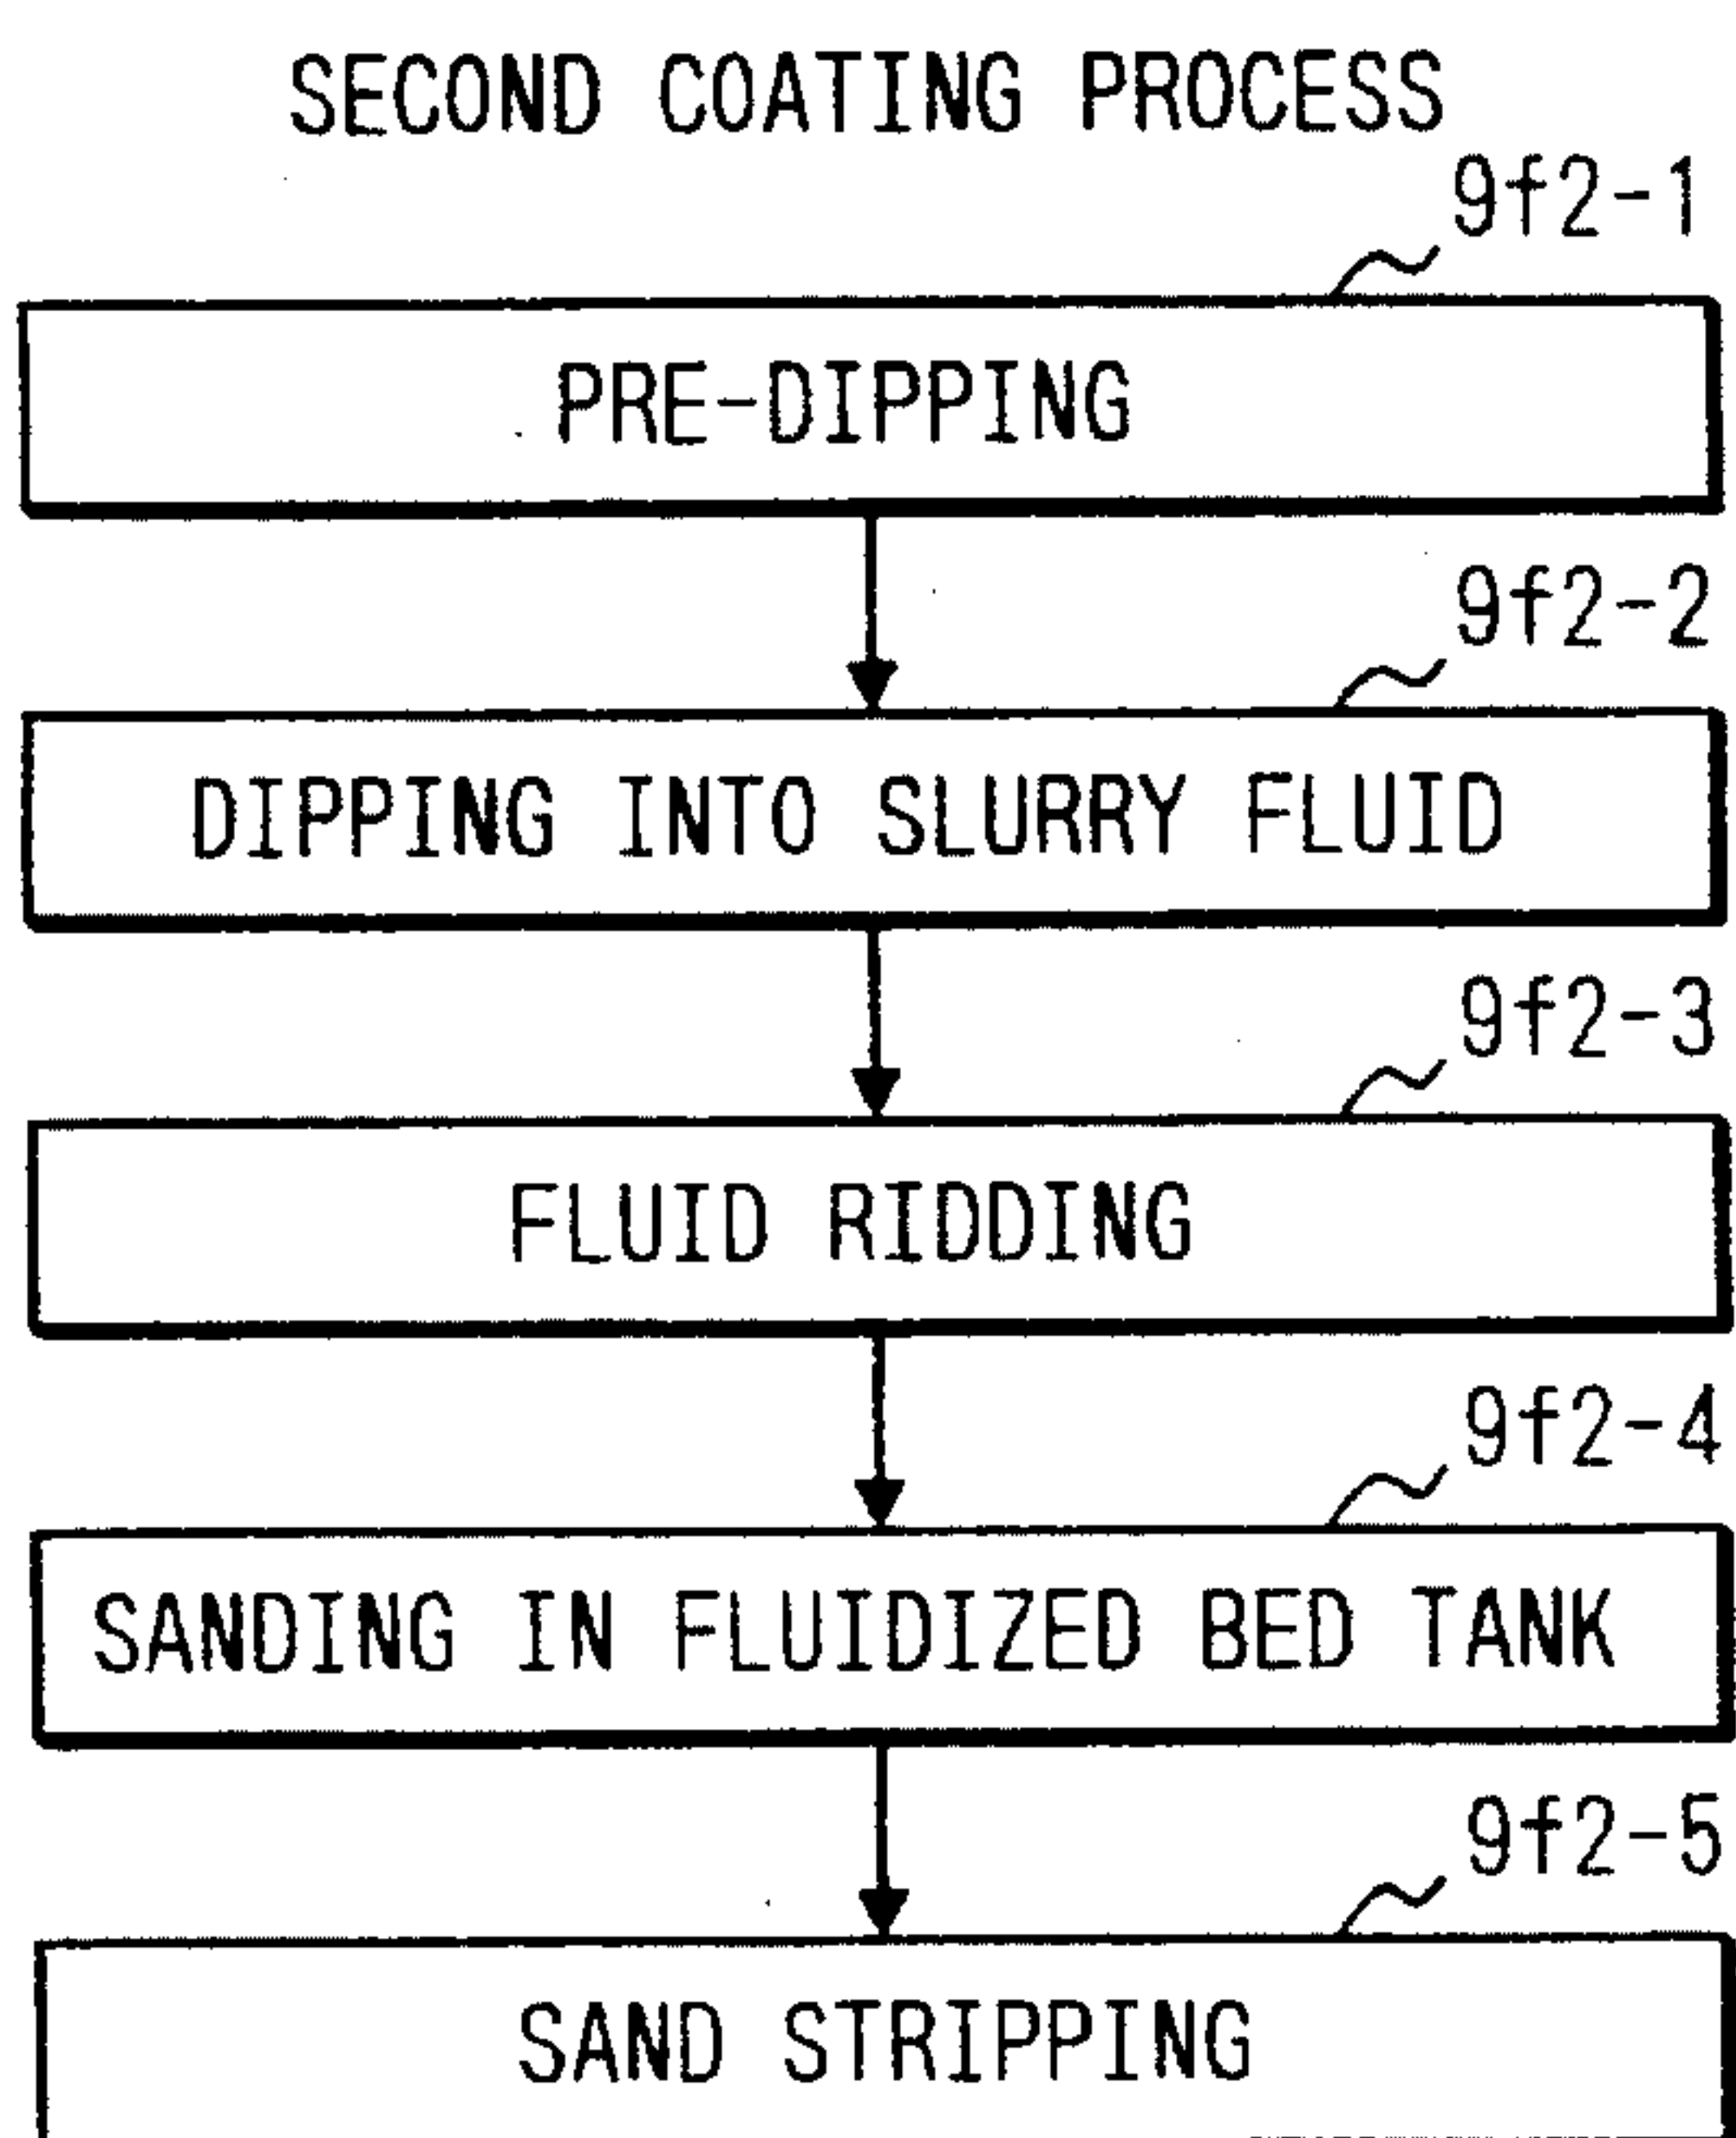 SECOND COATING PROCESS
9f2-1
PRE-DIPPING
9f2-2
DIPPING INTO SLURRY FLUID
9f2-3
FLUID RIDDING
9f2-4
SANDING IN FLUIDIZED BED TANK
9f2-5
SAND STRIPPING